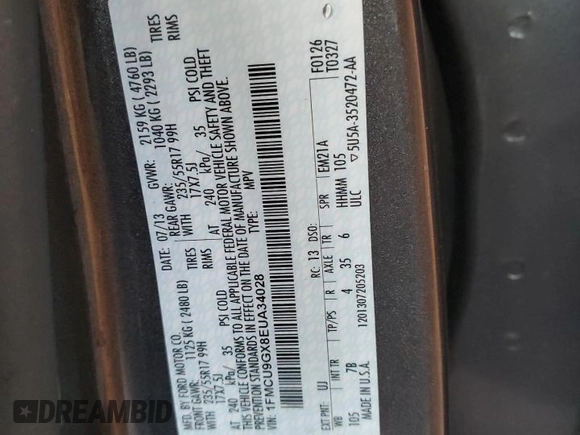 MFD. BY FORD MOTOR CO.
DATE: 07/13 GVWR: 2159 KG ( 4760 LB)
FRONT GAWR: 1125 KG ( 2480 LB) REAR GAWR: 1040 KG ( 2293 LB)
235/55R17 99H TIRES WITH 235/55R17 99H TIRES
17X7.5J RIMS 17X7.5J RIMS
AT 240 kPa/ 35 PSI COLD AT 240 kPa/ 35 PSI COLD
THIS VEHICLE CONFORMS TO ALL APPLICABLE FEDERAL MOTOR VEHICLE SAFETY AND THEFT
PREVENTION STANDARDS IN EFFECT ON THE DATE OF MANUFACTURE SHOWN ABOVE.
VIN: 1FMCU9GX8EUA34028
TYPE: MPV
F0126
T0327
EXT PNT: UJ RC: 13 DSO:
WB INT TR TP/PS R AXLE TR SPR EM21A
105 7B 4 35 6 HHMM 105
ULC
MADE IN U.S.A. 1201307205203
▽5U5A-3520472-AA
DREAMBID